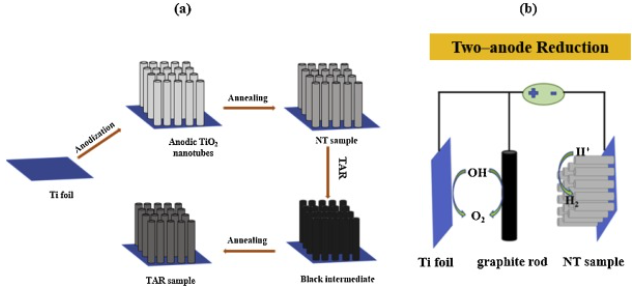 (a)
Anodization
Ti foil
Anodic TiO₂
nanotubes
Annealing
NT sample
TAR
Black intermediate
Annealing
TAR sample
(b)
Two–anode Reduction
+ -
OH
O₂
H⁺
H₂
Ti foil
graphite rod
NT sample